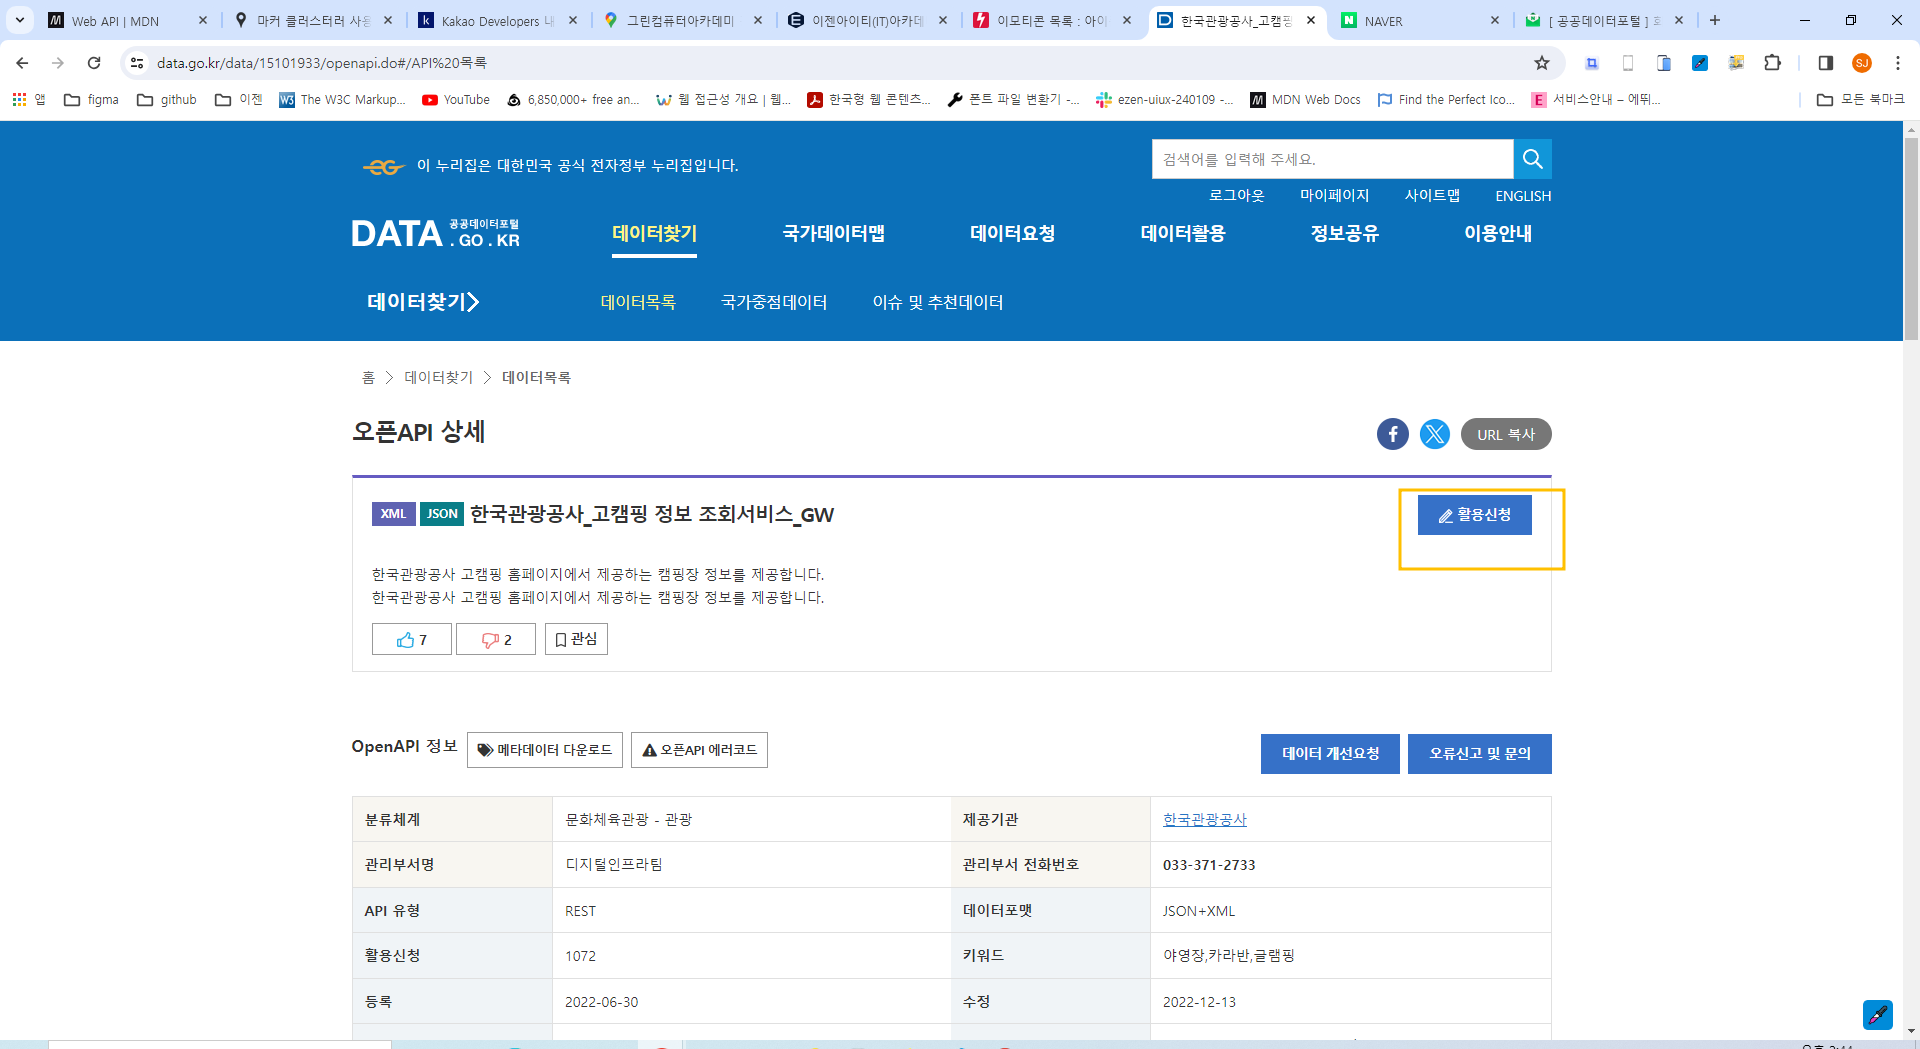 Web API | MDN
마커 클러스터러 사용
Kakao Developers 내
그린컴퓨터아카데미
이젠아이티(IT)아카데
이모티콘 목록 : 아이
한국관광공사_고캠핑
NAVER
[ 공공데이터포털 ] 회
data.go.kr/data/15101933/openapi.do#/API%20목록
SJ
앱
figma
github
이젠
The W3C Markup...
YouTube
6,850,000+ free an...
웹 접근성 개요 | 웹...
한국형 웹 콘텐츠...
폰트 파일 변환기 -...
ezen-uiux-240109 -...
MDN Web Docs
Find the Perfect Ico...
서비스안내 – 에뛰...
모든 북마크
이 누리집은 대한민국 공식 전자정부 누리집입니다.
검색어를 입력해 주세요.
로그아웃 마이페이지 사이트맵 ENGLISH
DATA 공공데이터포털
. GO . KR
데이터찾기 국가데이터맵 데이터요청 데이터활용 정보공유 이용안내
데이터찾기 데이터목록 국가중점데이터 이슈 및 추천데이터
홈 데이터찾기 데이터목록
오픈API 상세
URL 복사
XML JSON 한국관광공사_고캠핑 정보 조회서비스_GW
활용신청
한국관광공사 고캠핑 홈페이지에서 제공하는 캠핑장 정보를 제공합니다.
한국관광공사 고캠핑 홈페이지에서 제공하는 캠핑장 정보를 제공합니다.
7 2 관심
OpenAPI 정보 메타데이터 다운로드 오픈API 에러코드 데이터 개선요청 오류신고 및 문의
분류체계 문화체육관광 - 관광 제공기관 한국관광공사
관리부서명 디지털인프라팀 관리부서 전화번호 033-371-2733
API 유형 REST 데이터포맷 JSON+XML
활용신청 1072 키워드 야영장,카라반,글램핑
등록 2022-06-30 수정 2022-12-13